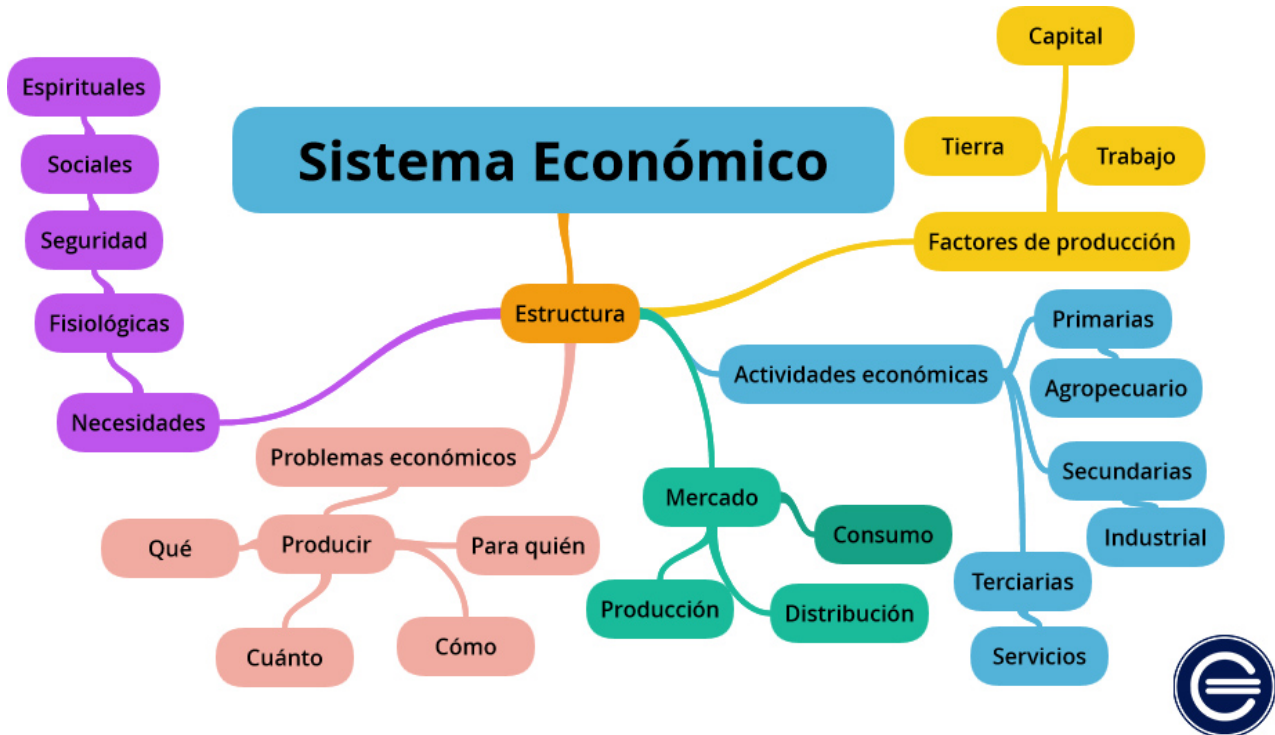 Sistema Económico
Estructura
Necesidades
Fisiológicas
Seguridad
Sociales
Espirituales
Problemas económicos
Producir
Qué
Cuánto
Cómo
Para quién
Mercado
Producción
Distribución
Consumo
Actividades económicas
Primarias
Agropecuario
Secundarias
Industrial
Terciarias
Servicios
Factores de producción
Tierra
Capital
Trabajo